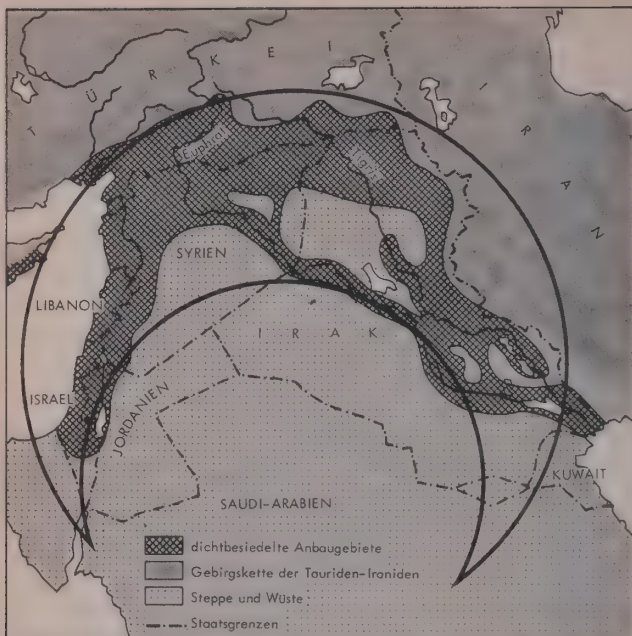 TÜRKEI
IRAN
Euphrat
Tigris
SYRIEN
LIBANON
IRAK
ISRAEL
JORDANIEN
KUWAIT
SAUDI-ARABIEN
dichtbesiedelte Anbaugebiete
Gebirgskette der Tauriden-Iraniden
Steppe und Wüste
Staatsgrenzen